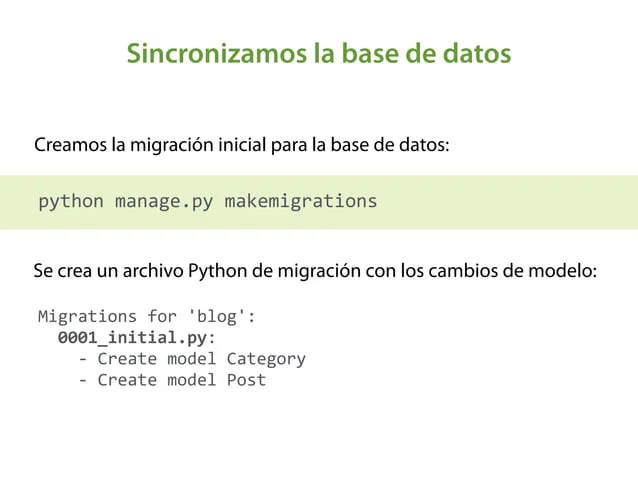 Sincronizamos la base de datos
Creamos la migración inicial para la base de datos:
python manage.py makemigrations
Se crea un archivo Python de migración con los cambios de modelo:
Migrations for 'blog':
0001_initial.py:
- Create model Category
- Create model Post